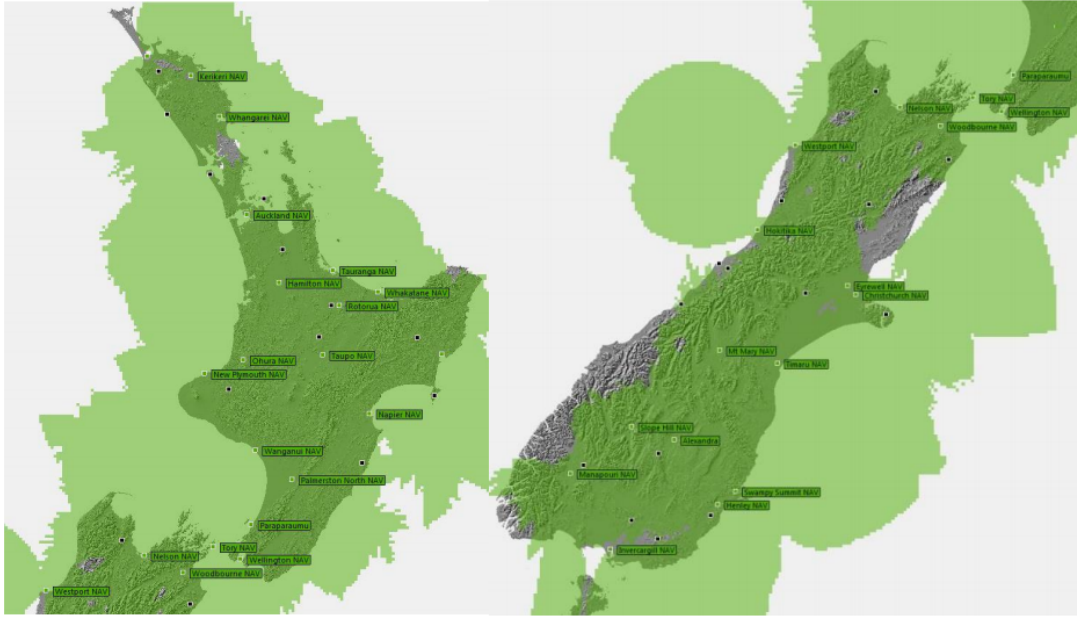 Kerikeri NAV
Whangarei NAV
Auckland NAV
Tauranga NAV
Hamilton NAV
Whakatane NAV
Rotorua NAV
Ohura NAV
Taupo NAV
New Plymouth NAV
Napier NAV
Wanganui NAV
Palmerston North NAV
Paraparaumu
Tory NAV
Nelson NAV
Wellington NAV
Woodbourne NAV
Westport NAV
Paraparaumu
Tory NAV
Nelson NAV
Wellington NAV
Woodbourne NAV
Westport NAV
Hokitika NAV
Eyrewell NAV
Christchurch NAV
Mt Mary NAV
Timaru NAV
Slope Hill NAV
Alexandra
Manapouri NAV
Swampy Summit NAV
Henley NAV
Invercargill NAV